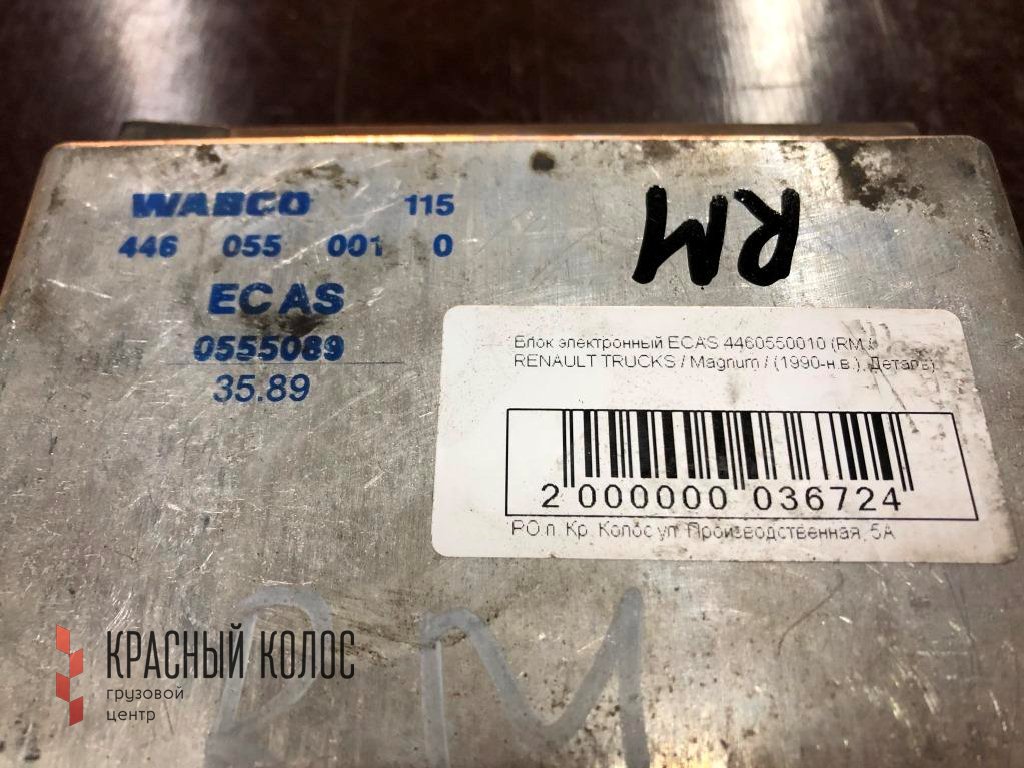 WABCO 115
446 055 001 0
ECAS
0555089
35.89
RM
Блок электронный ECAS 4460550010 (RM /
RENAULT TRUCKS / Magnum / (1990-н.в.), Деталь)
2 000000 036724
РО п. Кр. Колос ул. Производственная, 5А
RM
КРАСНЫЙ КОЛОС
грузовой
центр